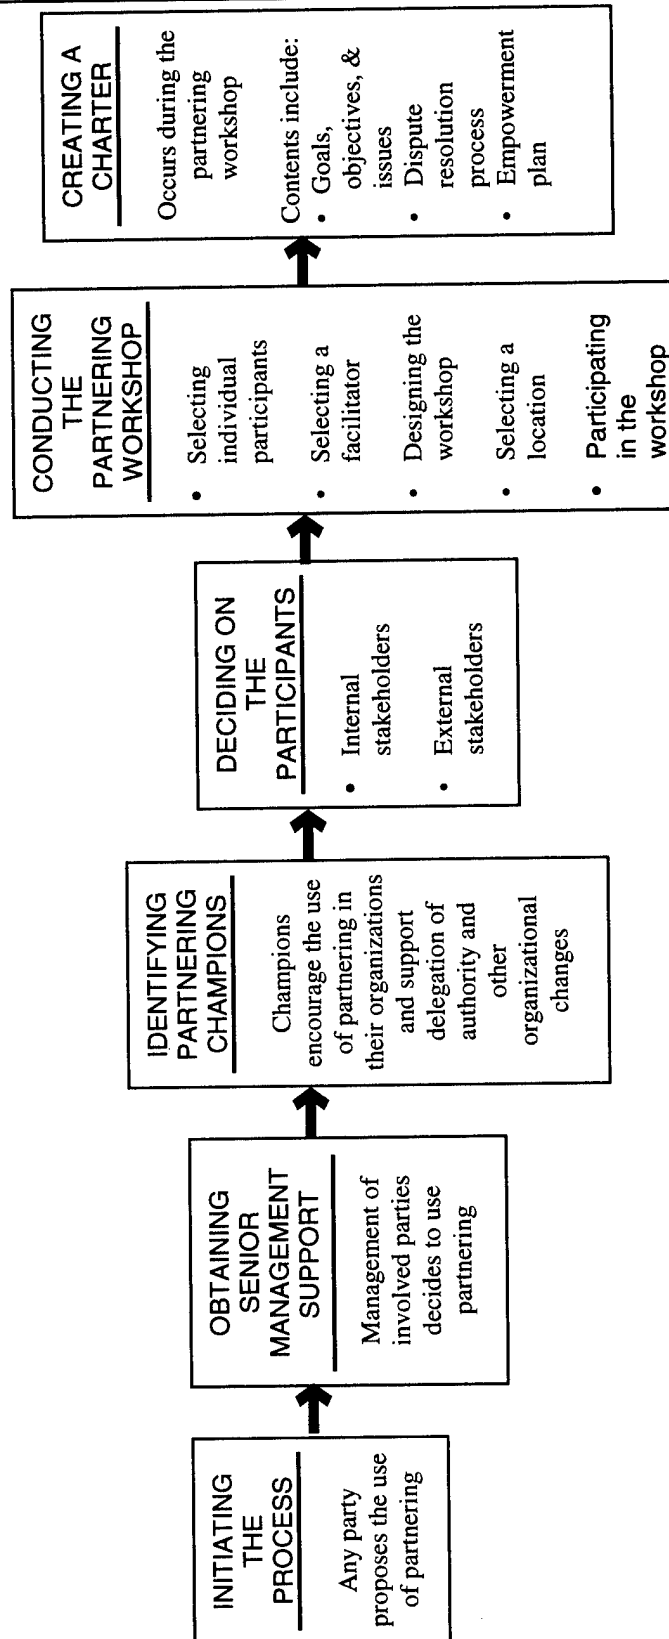 INITIATING
THE
PROCESS
Any party
proposes the use
of partnering
OBTAINING
SENIOR
MANAGEMENT
SUPPORT
Management of
involved parties
decides to use
partnering
IDENTIFYING
PARTNERING
CHAMPIONS
Champions
encourage the use
of partnering in
their organizations
and support
delegation of
authority and
other
organizational
changes
DECIDING ON
THE
PARTICIPANTS
• Internal
stakeholders
• External
stakeholders
CONDUCTING
THE
PARTNERING
WORKSHOP
• Selecting
individual
participants
• Selecting a
facilitator
• Designing the
workshop
• Selecting a
location
• Participating
in the
workshop
CREATING A
CHARTER
Occurs during the
partnering
workshop
Contents include:
• Goals,
objectives, &
issues
• Dispute
resolution
process
• Empowerment
plan